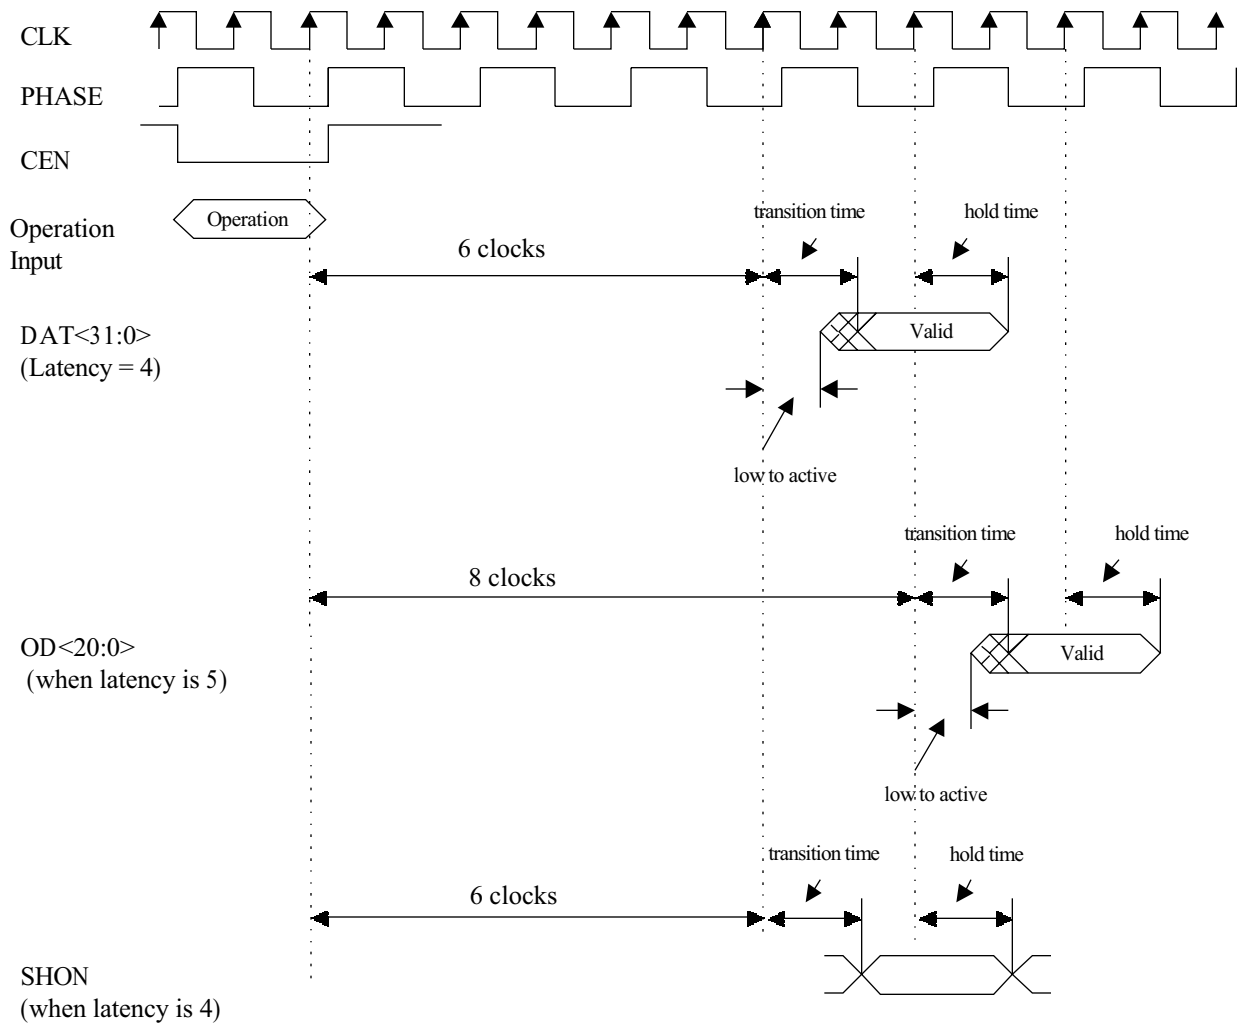 CLK
PHASE
CEN
Operation
Operation
Input
transition time
hold time
6 clocks
DAT<31:0>
(Latency = 4)
Valid
low to active
transition time
hold time
8 clocks
OD<20:0>
(when latency is 5)
Valid
low to active
transition time
hold time
6 clocks
SHON
(when latency is 4)